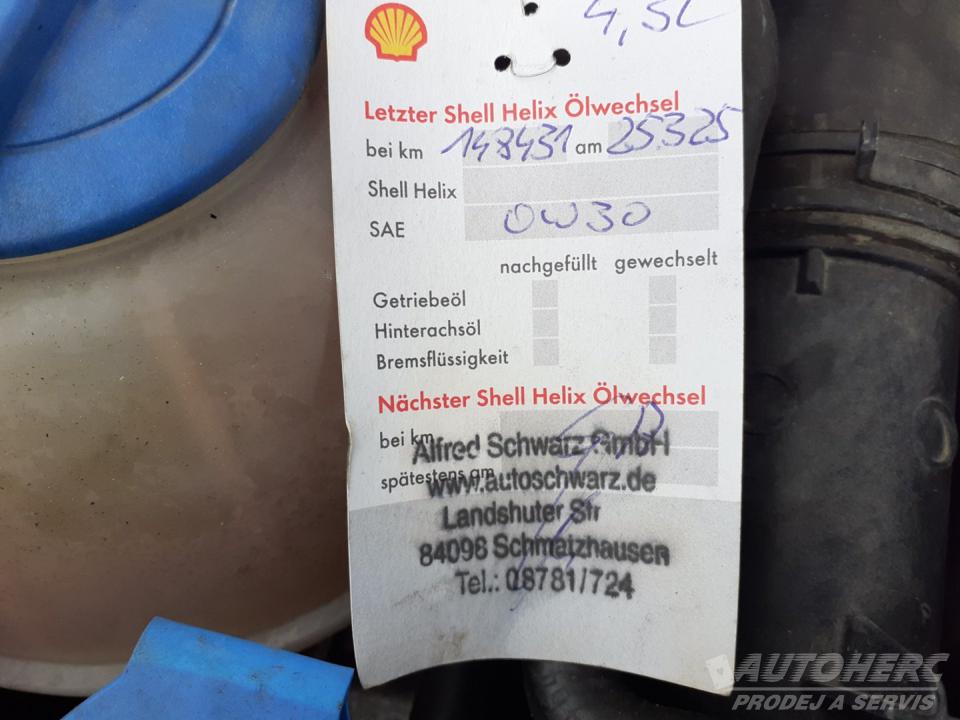 4,5L
Letzter Shell Helix Ölwechsel
bei km 148431 am 25.3.25
Shell Helix
SAE 0W30
nachgefüllt gewechselt
Getriebeöl
Hinterachsöl
Bremsflüssigkeit
Nächster Shell Helix Ölwechsel
bei km
Alfred Schwarz GmbH
spätestens am
www.autoschwarz.de
Landshuter Str
84098 Schmatzhausen
Tel.: 08781/724
AUTOHERC
PRODEJ A SERVIS